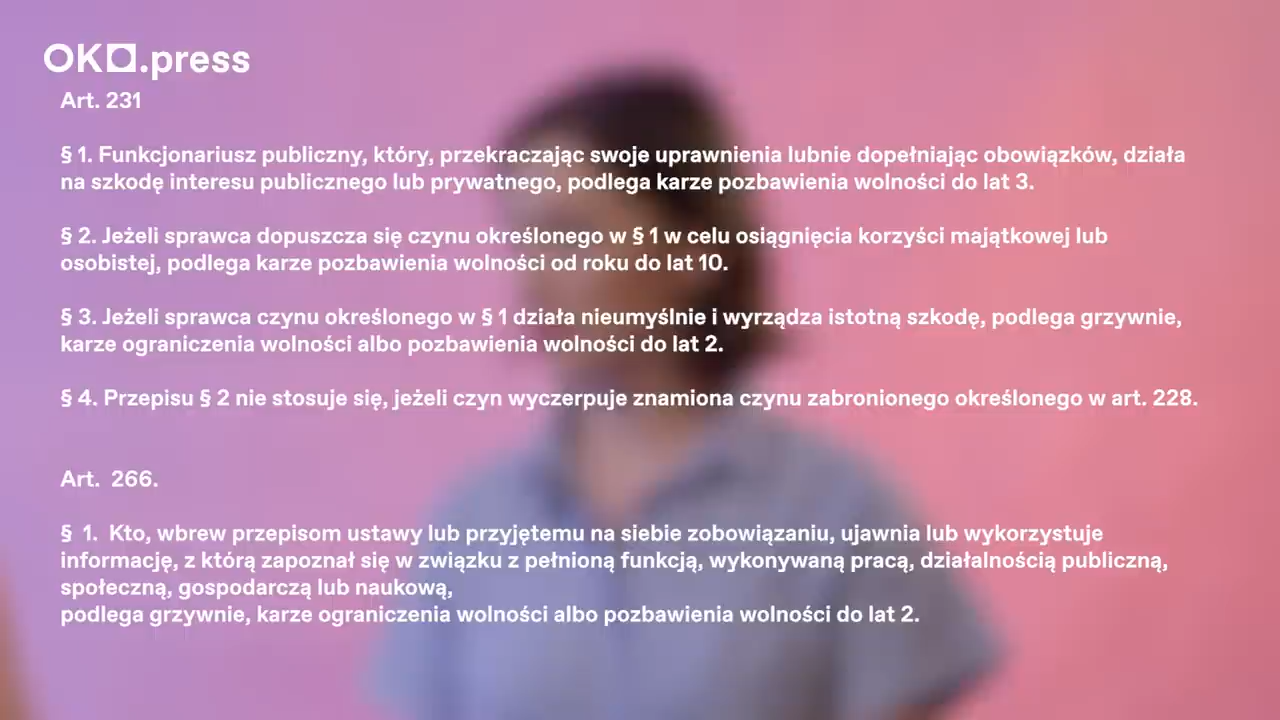 OKO.press
Art. 231
§ 1. Funkcjonariusz publiczny, który, przekraczając swoje uprawnienia lubnie dopełniając obowiązków, działa
na szkodę interesu publicznego lub prywatnego, podlega karze pozbawienia wolności do lat 3.
§ 2. Jeżeli sprawca dopuszcza się czynu określonego w § 1 w celu osiągnięcia korzyści majątkowej lub
osobistej, podlega karze pozbawienia wolności od roku do lat 10.
§ 3. Jeżeli sprawca czynu określonego w § 1 działa nieumyślnie i wyrządza istotną szkodę, podlega grzywnie,
karze ograniczenia wolności albo pozbawienia wolności do lat 2.
§ 4. Przepisu § 2 nie stosuje się, jeżeli czyn wyczerpuje znamiona czynu zabronionego określonego w art. 228.
Art. 266.
§ 1. Kto, wbrew przepisom ustawy lub przyjętemu na siebie zobowiązaniu, ujawnia lub wykorzystuje
informację, z którą zapoznał się w związku z pełnioną funkcją, wykonywaną pracą, działalnością publiczną,
społeczną, gospodarczą lub naukową,
podlega grzywnie, karze ograniczenia wolności albo pozbawienia wolności do lat 2.